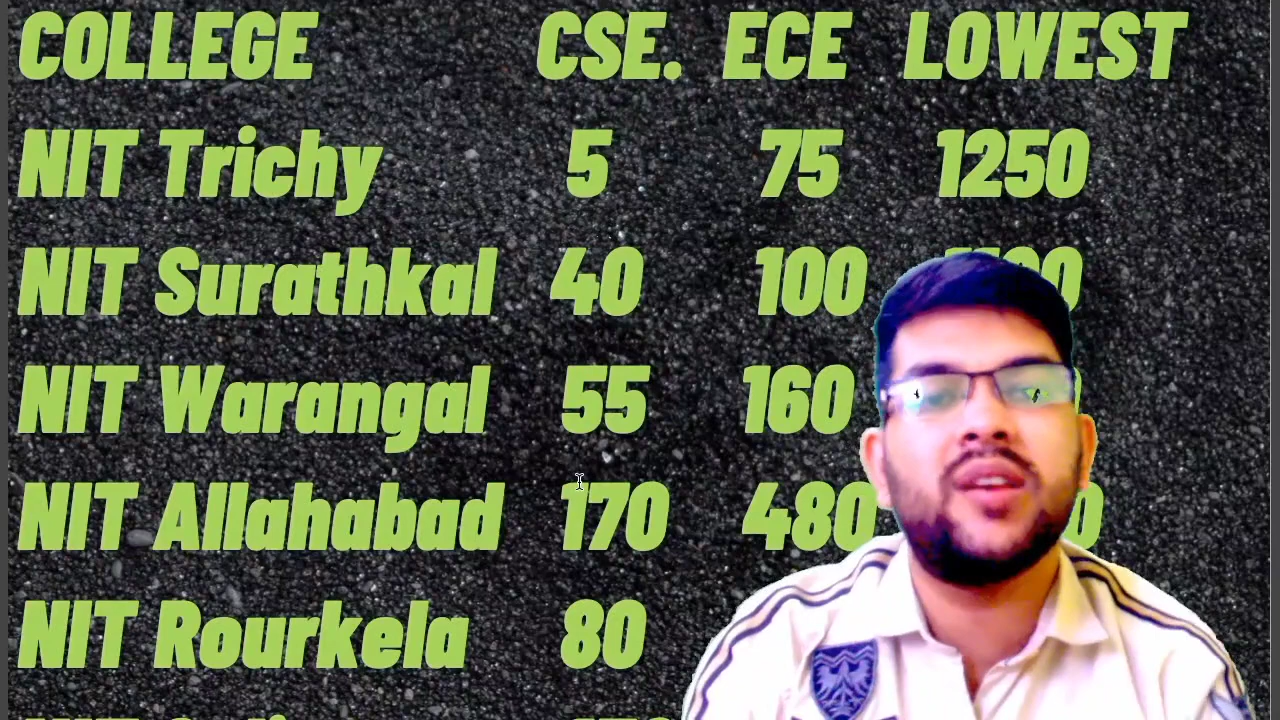 COLLEGE CSE. ECE LOWEST
NIT Trichy 5 75 1250
NIT Surathkal 40 100
NIT Warangal 55 160
NIT Allahabad 170 480
NIT Rourkela 80